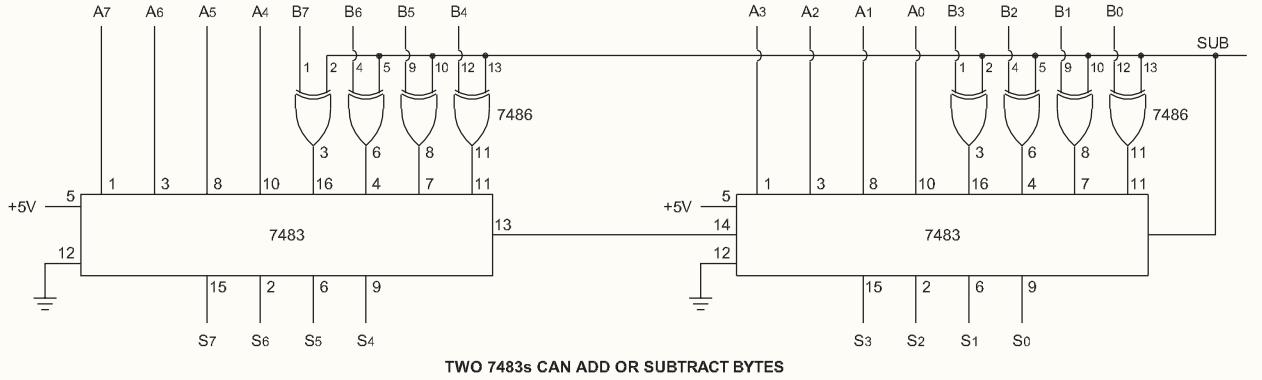 A7 A6 A5 A4 B7 B6 B5 B4 A3 A2 A1 A0 B3 B2 B1 B0
SUB
1 2 4 5 9 10 12 13 1 2 4 5 9 10 12 13
7486 7486
3 6 8 11 3 6 8 11
1 3 8 10 16 4 7 11 1 3 8 10 16 4 7 11
+5V 5 +5V 5
7483 13 14 7483
12 12
15 2 6 9 15 2 6 9
S7 S6 S5 S4 S3 S2 S1 S0
TWO 7483s CAN ADD OR SUBTRACT BYTES